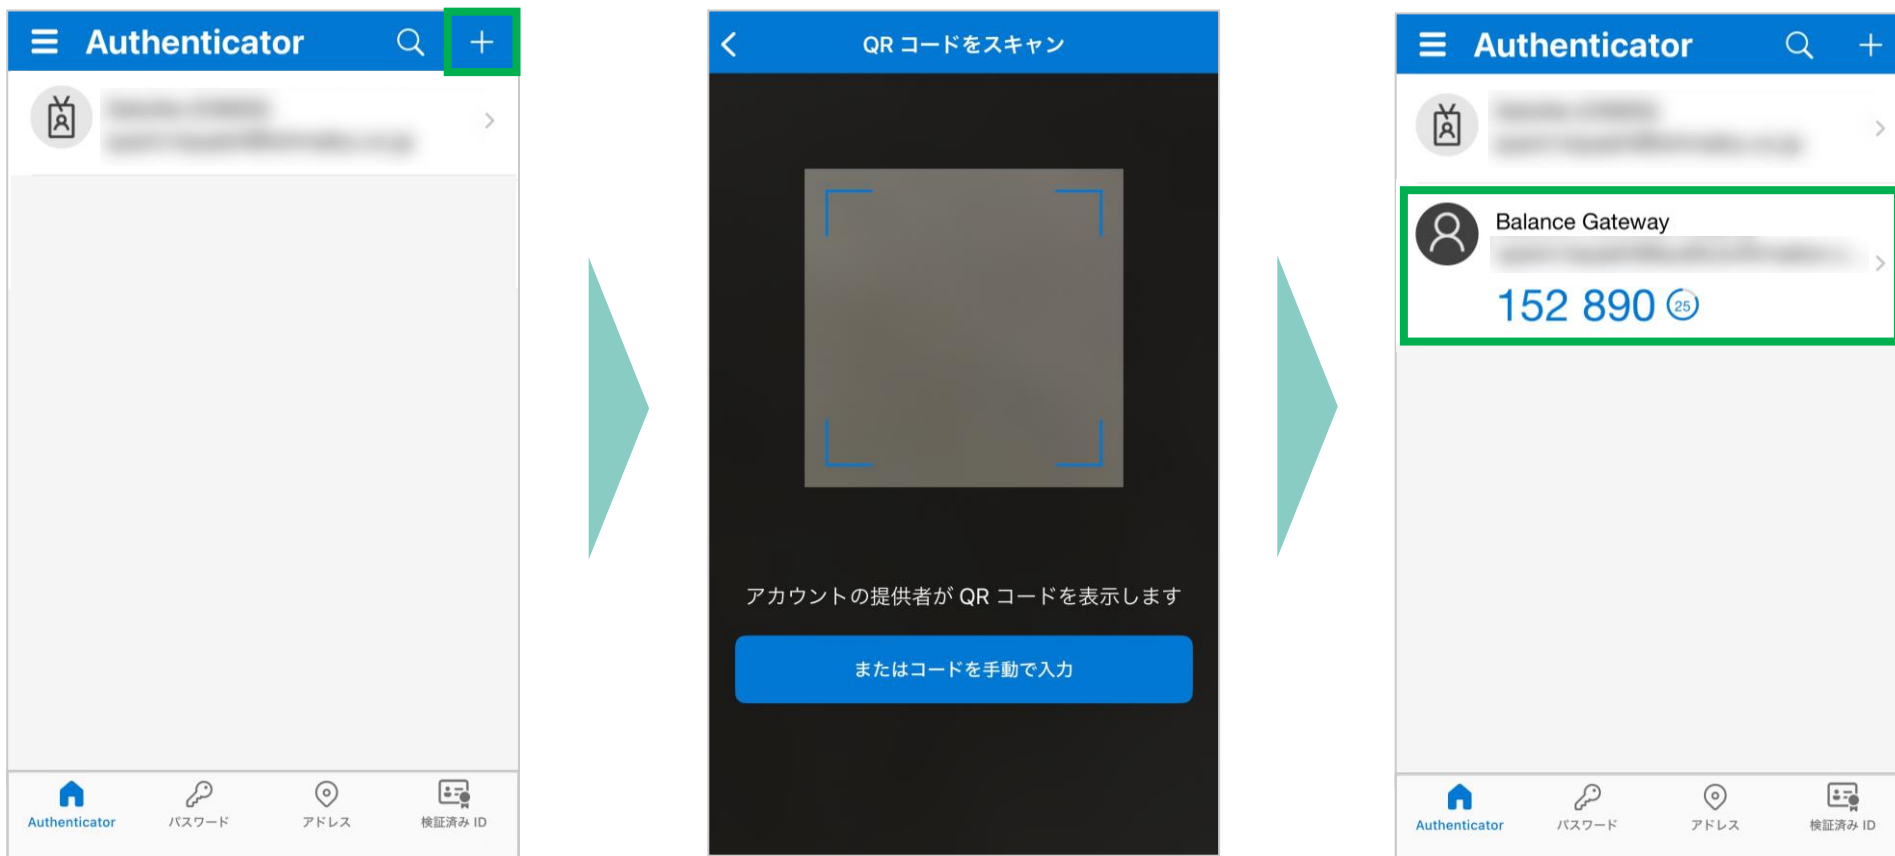 Authenticator
Authenticator
パスワード
アドレス
検証済み ID
QR コードをスキャン
アカウントの提供者が QR コードを表示します
またはコードを手動で入力
Authenticator
Balance Gateway
152 890 25
Authenticator
パスワード
アドレス
検証済み ID